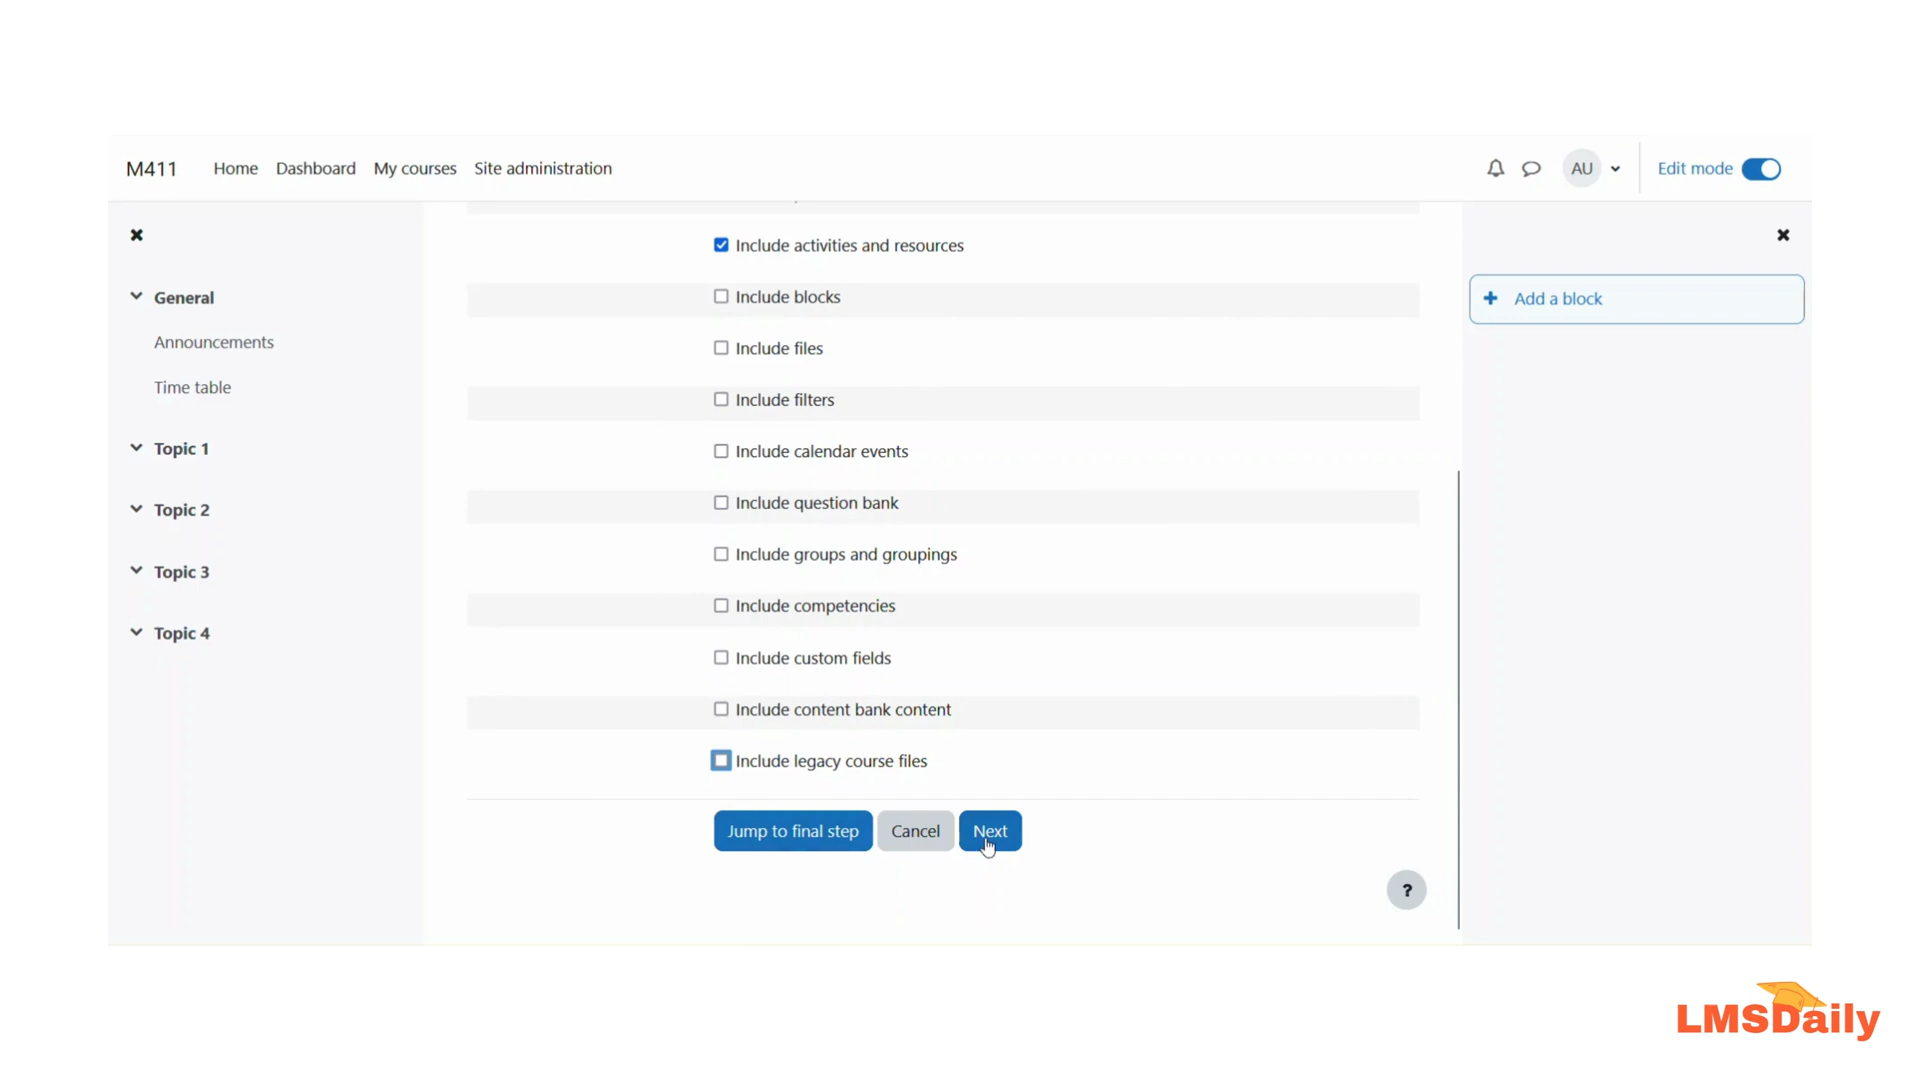 M411
Home
Dashboard
My courses
Site administration
AU
Edit mode
General
Announcements
Time table
Topic 1
Topic 2
Topic 3
Topic 4
Include activities and resources
Include blocks
Include files
Include filters
Include calendar events
Include question bank
Include groups and groupings
Include competencies
Include custom fields
Include content bank content
Include legacy course files
Jump to final step
Cancel
Next
Add a block
?
LMSDaily